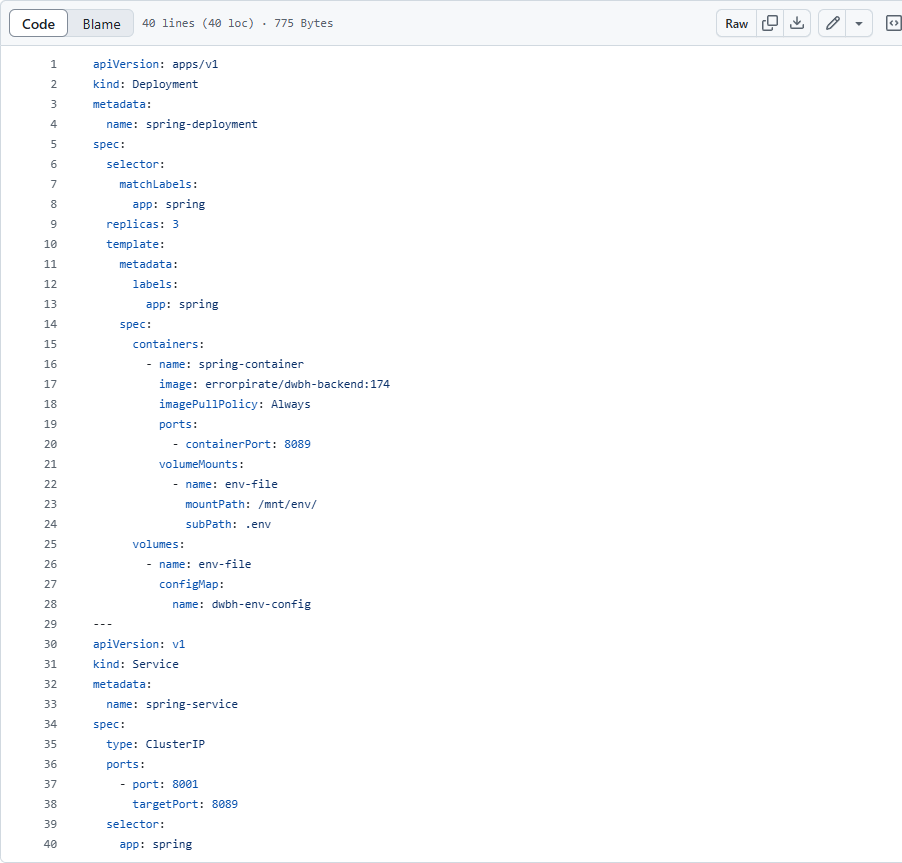 Code Blame 40 lines (40 loc) · 775 Bytes Raw
1 apiVersion: apps/v1
2 kind: Deployment
3 metadata:
4   name: spring-deployment
5 spec:
6   selector:
7     matchLabels:
8       app: spring
9   replicas: 3
10   template:
11     metadata:
12       labels:
13         app: spring
14     spec:
15       containers:
16         - name: spring-container
17           image: errorpirate/dwbh-backend:174
18           imagePullPolicy: Always
19           ports:
20             - containerPort: 8089
21           volumeMounts:
22             - name: env-file
23               mountPath: /mnt/env/
24               subPath: .env
25       volumes:
26         - name: env-file
27           configMap:
28             name: dwbh-env-config
29 ---
30 apiVersion: v1
31 kind: Service
32 metadata:
33   name: spring-service
34 spec:
35   type: ClusterIP
36   ports:
37     - port: 8001
38       targetPort: 8089
39   selector:
40     app: spring